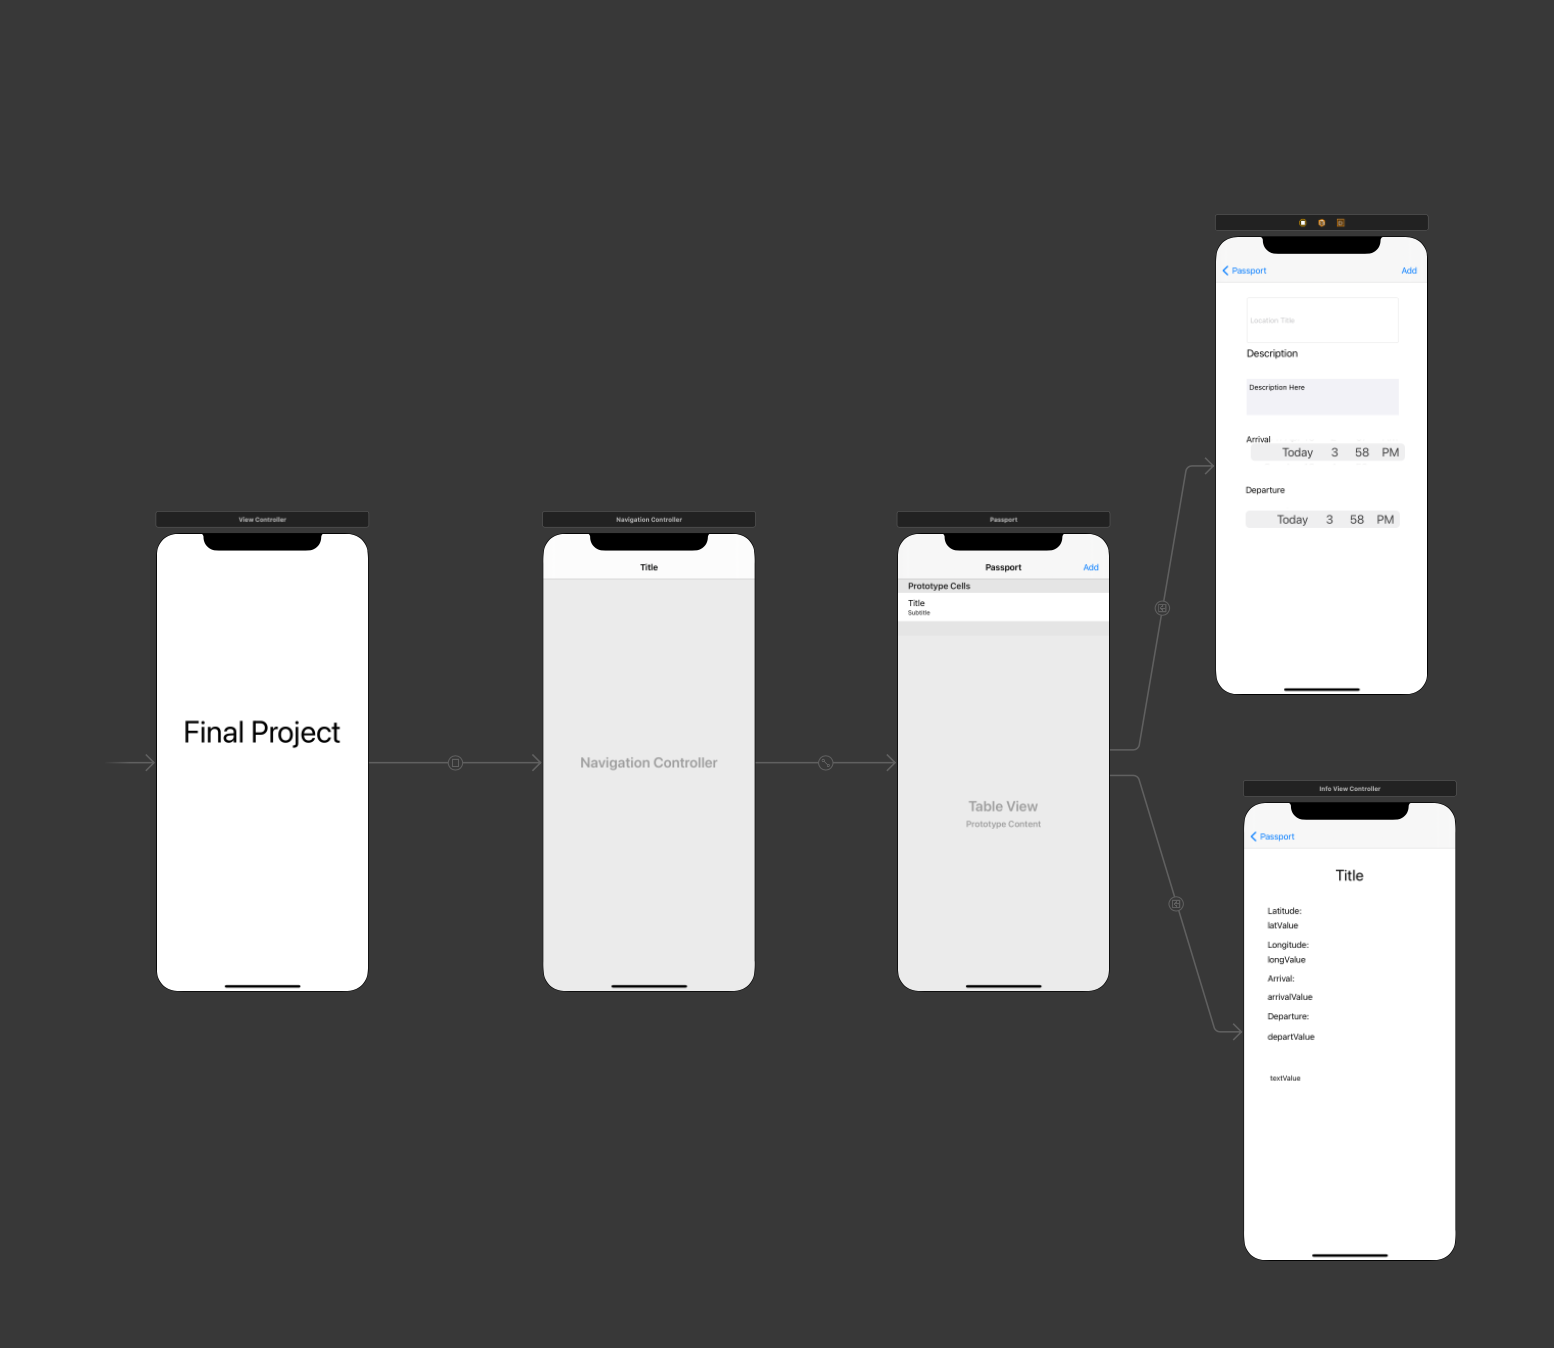 View Controller
Final Project
Navigation Controller
Title
Navigation Controller
Passport
Passport
Add
Prototype Cells
Title
Subtitle
Table View
Prototype Content
Passport
Add
Location Title
Description
Description Here
Arrival
Today 3 58 PM
Departure
Today 3 58 PM
Info View Controller
Passport
Title
Latitude:
latValue
Longitude:
longValue
Arrival:
arrivalValue
Departure:
departValue
textValue